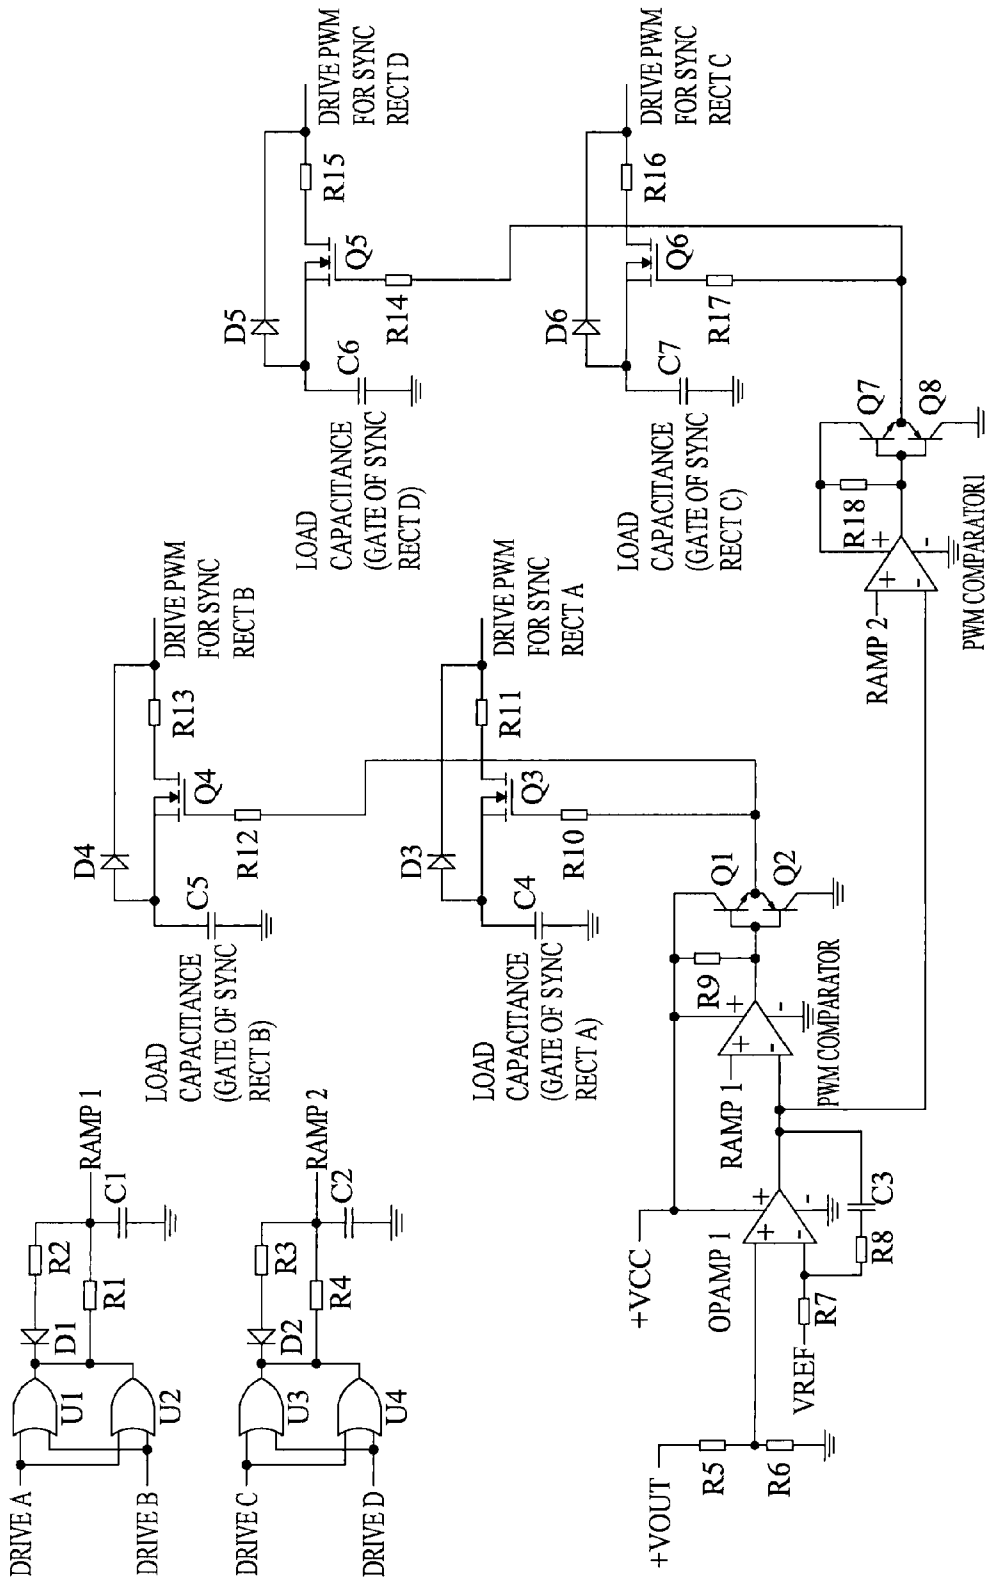 DRIVE A
DRIVE B
U1
U2
D1
R2
R1
C1
RAMP 1
DRIVE C
DRIVE D
U3
U4
D2
R3
R4
C2
RAMP 2
LOAD
CAPACITANCE
(GATE OF SYNC
RECT B)
C5
D4
Q4
R12
R13
DRIVE PWM
FOR SYNC
RECT B
LOAD
CAPACITANCE
(GATE OF SYNC
RECT A)
C4
D3
Q3
R10
R11
DRIVE PWM
FOR SYNC
RECT A
LOAD
CAPACITANCE
(GATE OF SYNC
RECT D)
C6
D5
Q5
R14
R15
DRIVE PWM
FOR SYNC
RECT D
LOAD
CAPACITANCE
(GATE OF SYNC
RECT C)
C7
D6
Q6
R17
R16
DRIVE PWM
FOR SYNC
RECT C
+VOUT
R5
R6
+VCC
OPAMP 1
+
-
+
-
VREF
R7
R8
C3
RAMP 1
+
-
+
-
R9
PWM COMPARATOR
Q1
Q2
RAMP 2
+
-
+
-
R18
PWM COMPARATOR1
Q7
Q8